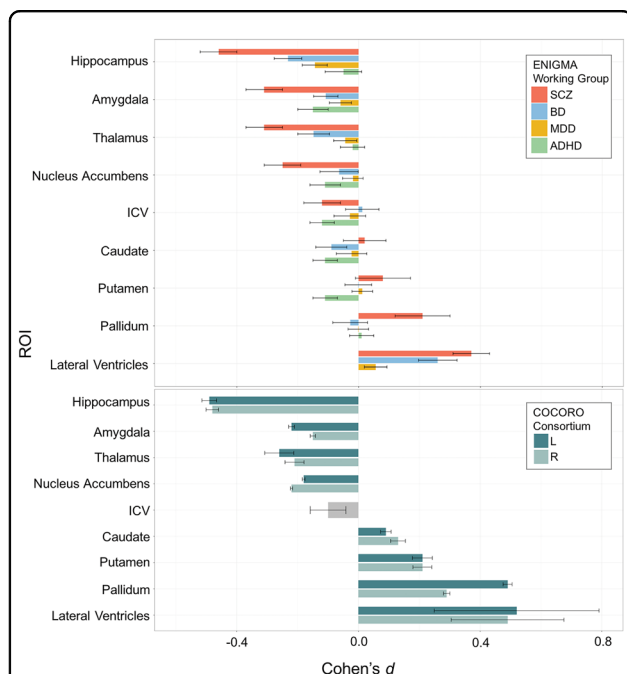 Hippocampus
Amygdala
Thalamus
Nucleus Accumbens
ICV
Caudate
Putamen
Pallidum
Lateral Ventricles
ENIGMA
Working Group
SCZ
BD
MDD
ADHD
ROI
Hippocampus
Amygdala
Thalamus
Nucleus Accumbens
ICV
Caudate
Putamen
Pallidum
Lateral Ventricles
COCORO
Consortium
L
R
-0.4 0.0 0.4 0.8
Cohen's d